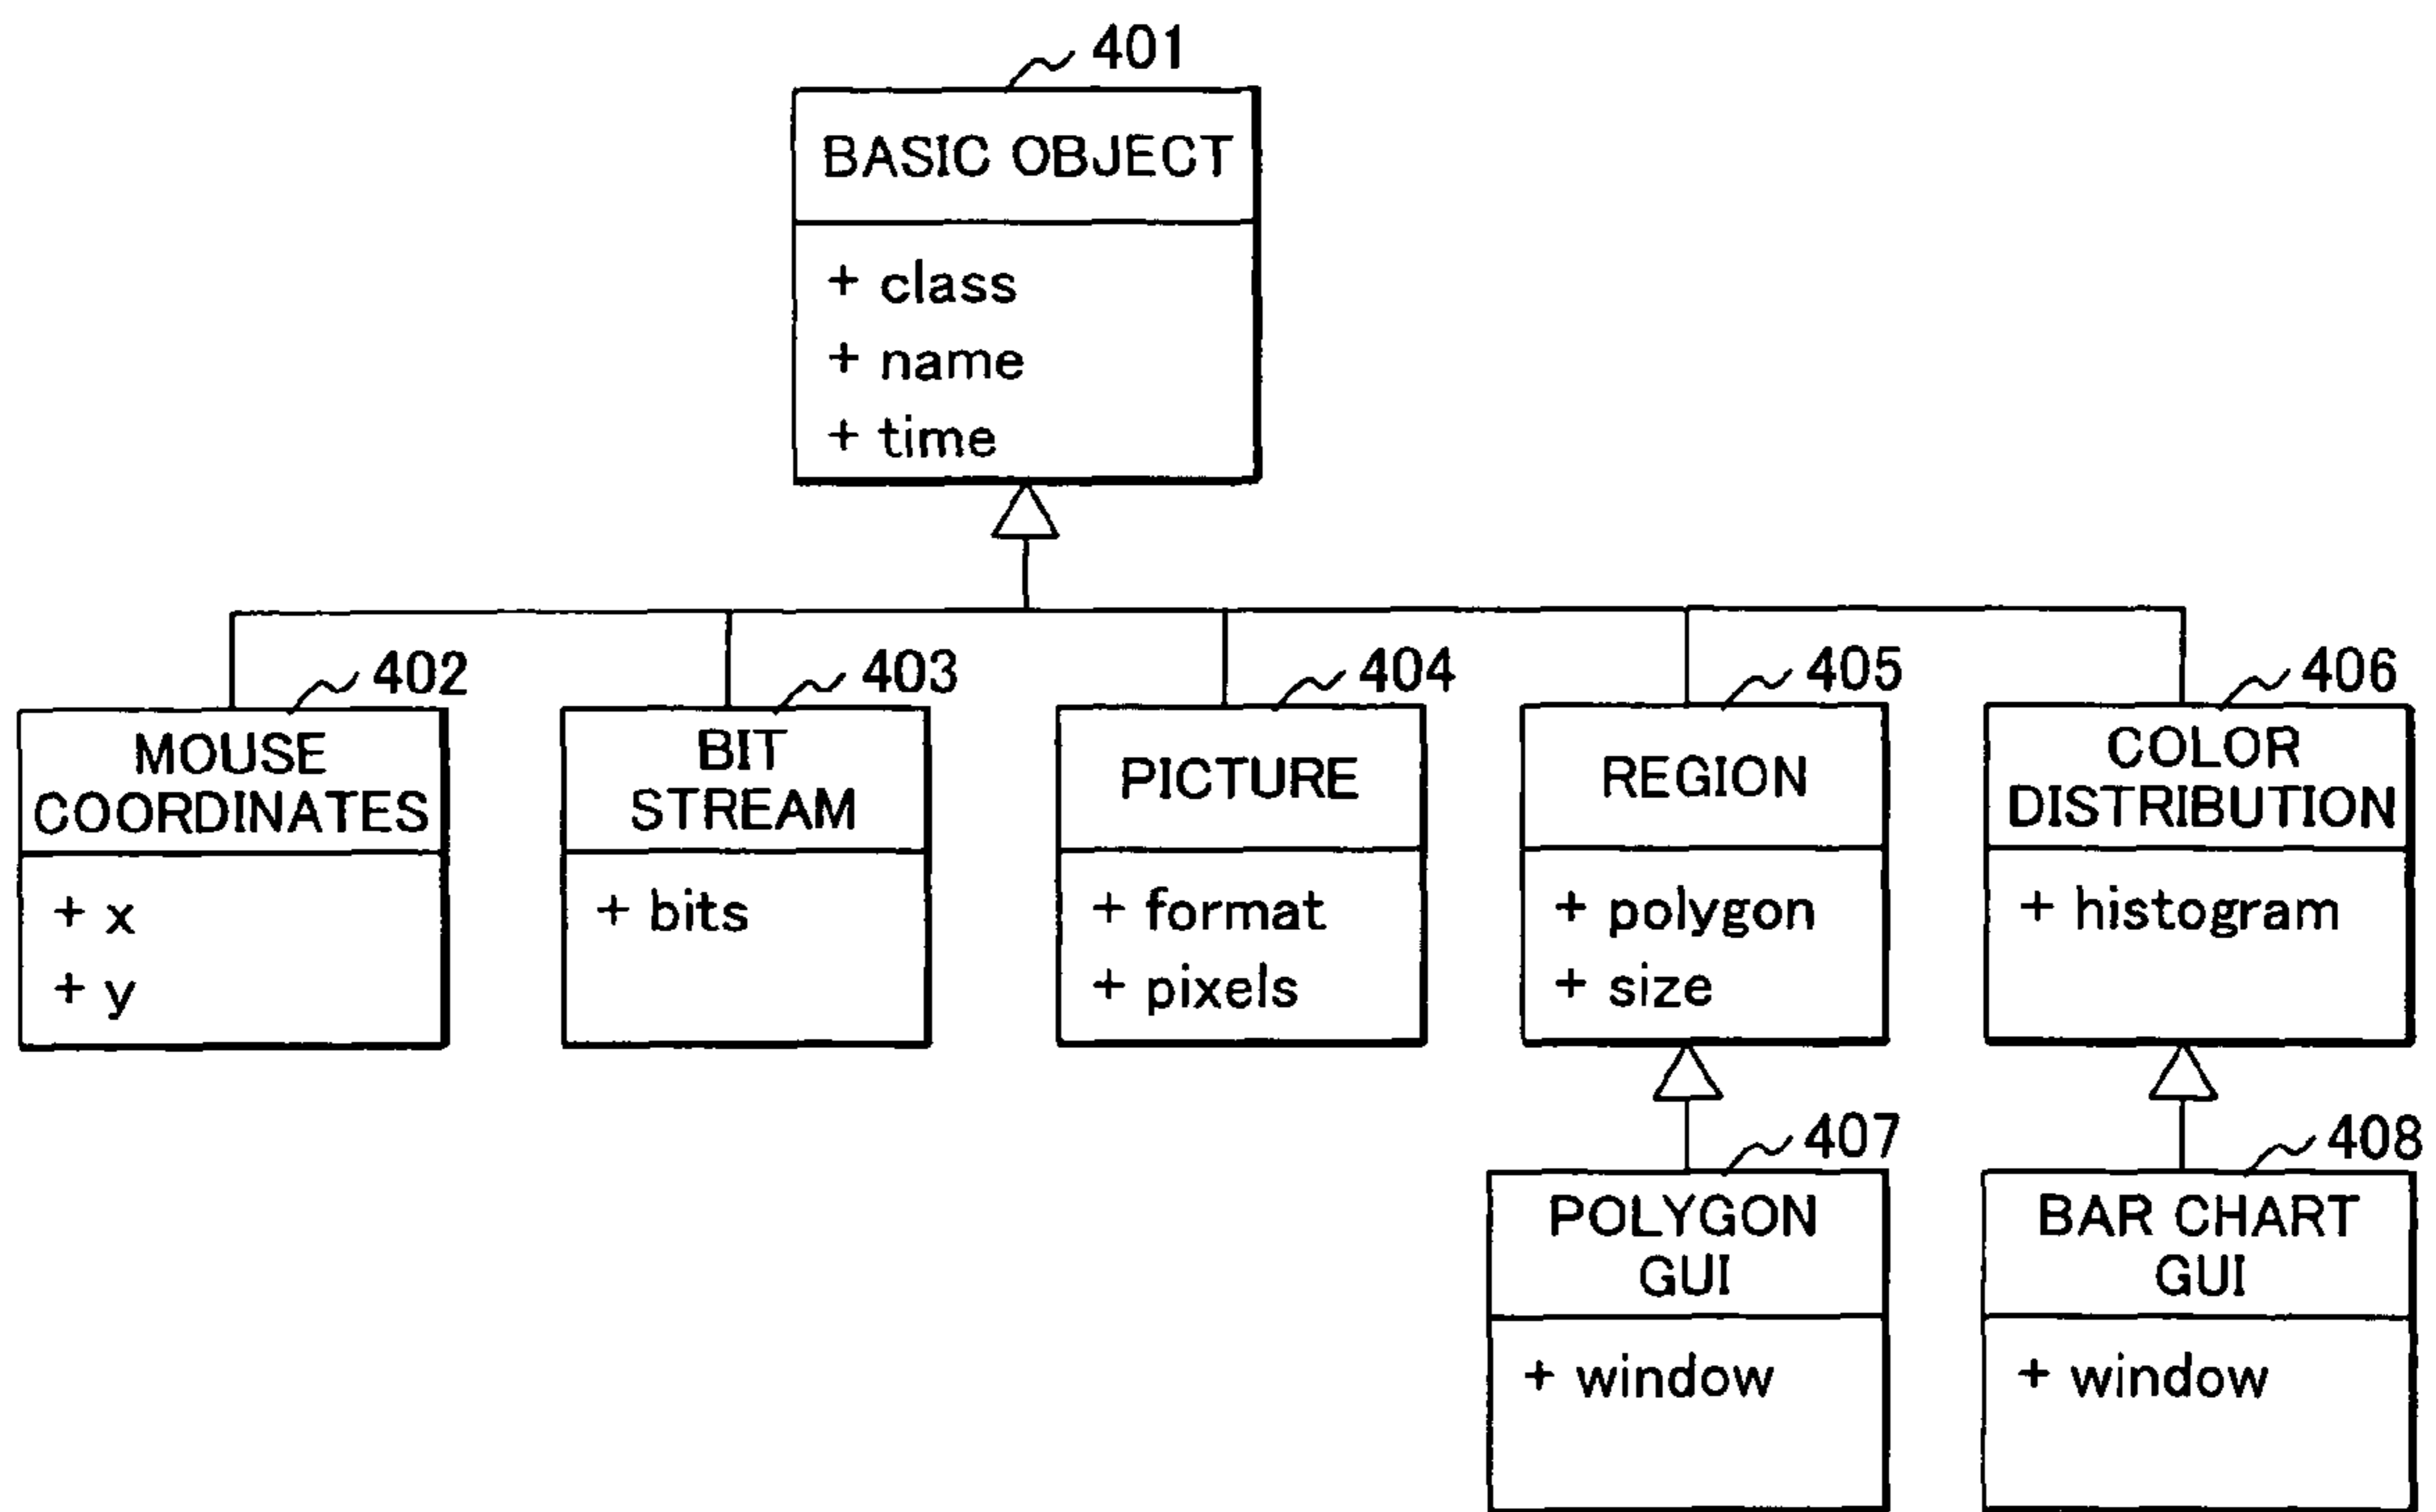 401
BASIC OBJECT
+ class
+ name
+ time
402
MOUSE
COORDINATES
+ x
+ y
403
BIT
STREAM
+ bits
404
PICTURE
+ format
+ pixels
405
REGION
+ polygon
+ size
406
COLOR
DISTRIBUTION
+ histogram
407
POLYGON
GUI
+ window
408
BAR CHART
GUI
+ window